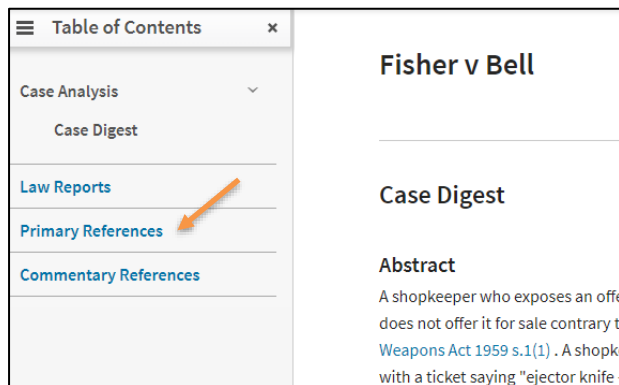 Table of Contents ×
Case Analysis
Case Digest
Law Reports
Primary References
Commentary References
Fisher v Bell
Case Digest
Abstract
A shopkeeper who exposes an offe
does not offer it for sale contrary t
Weapons Act 1959 s.1(1) . A shopk
with a ticket saying "ejector knife